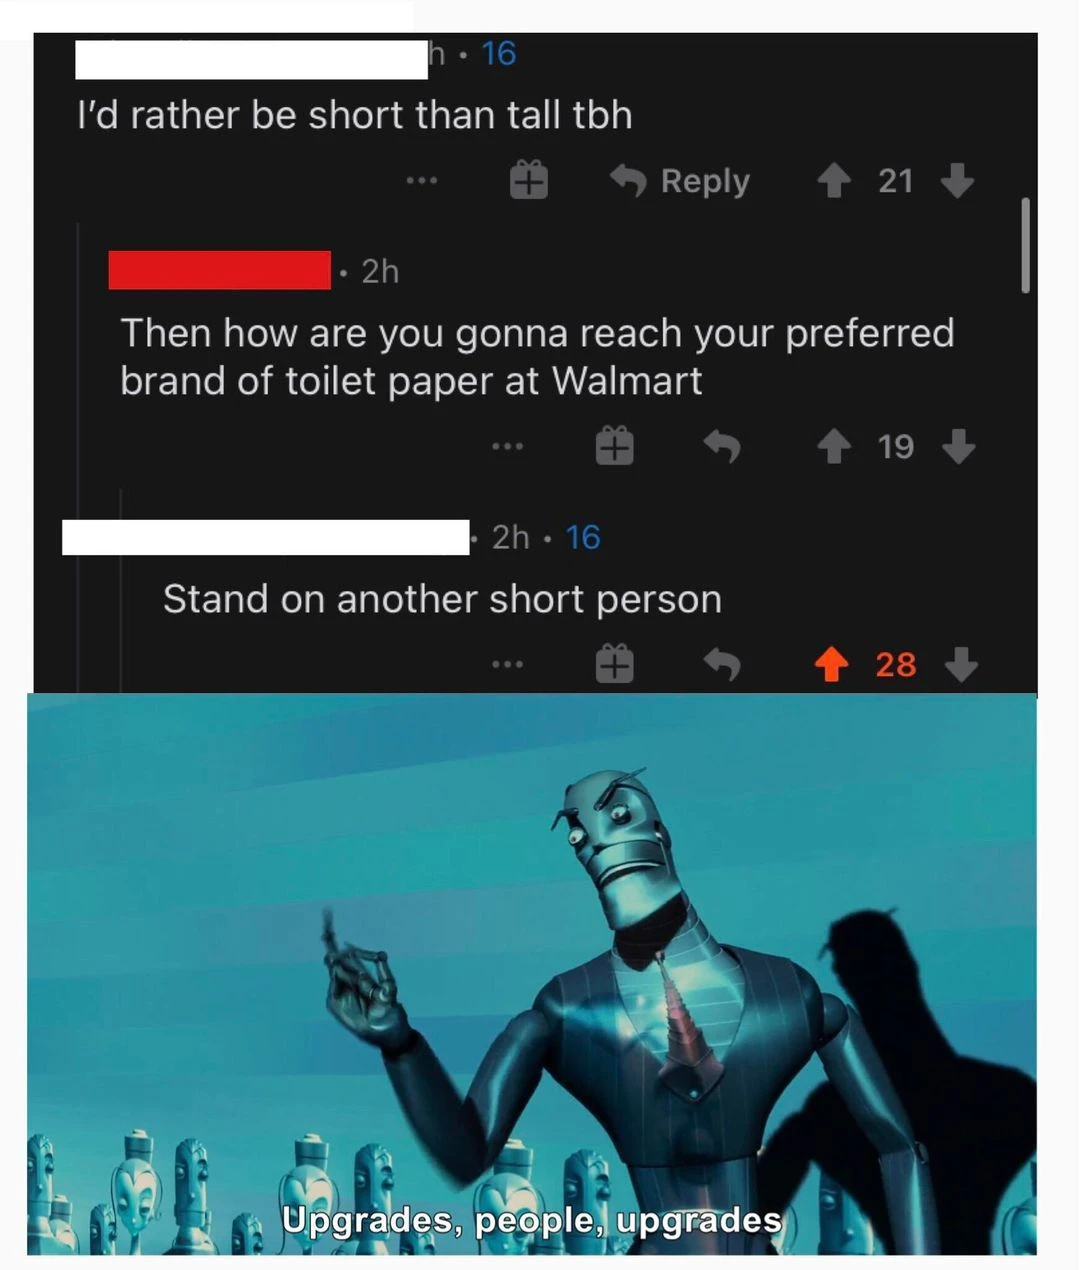 h • 16
I'd rather be short than tall tbh
... Reply 21
• 2h
Then how are you gonna reach your preferred
brand of toilet paper at Walmart
... 19
• 2h • 16
Stand on another short person
... 28
Upgrades, people, upgrades